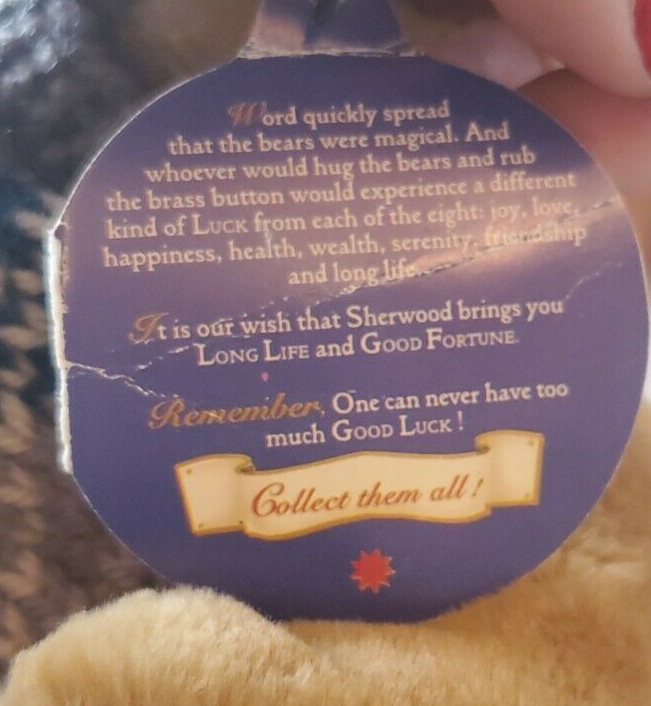 Word quickly spread
that the bears were magical. And
whoever would hug the bears and rub
the brass button would experience a different
kind of LUCK from each of the eight: joy, love,
happiness, health, wealth, serenity, friendship
and long life.
It is our wish that Sherwood brings you
LONG LIFE and GOOD FORTUNE.
Remember, One can never have too
much GOOD LUCK!
Collect them all!